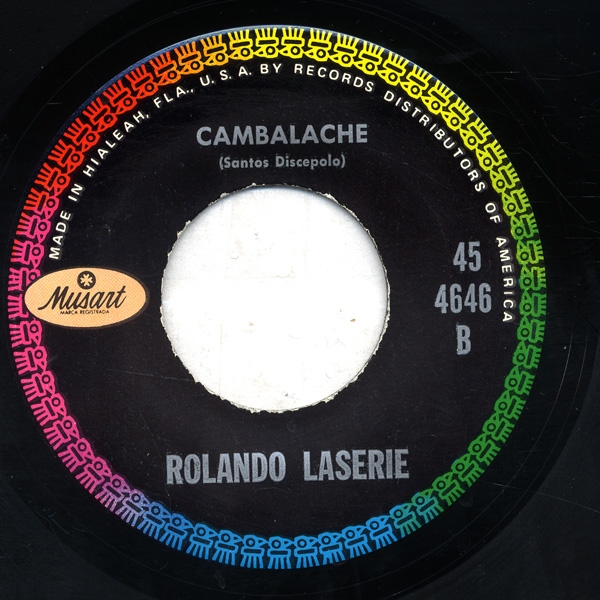 MADE IN HIALEAH, FLA., U.S.A. BY RECORDS DISTRIBUTORS OF AMERICA
CAMBALACHE
(Santos Discepolo)
45
4646
B
Musart
MARCA REGISTRADA
ROLANDO LASERIE